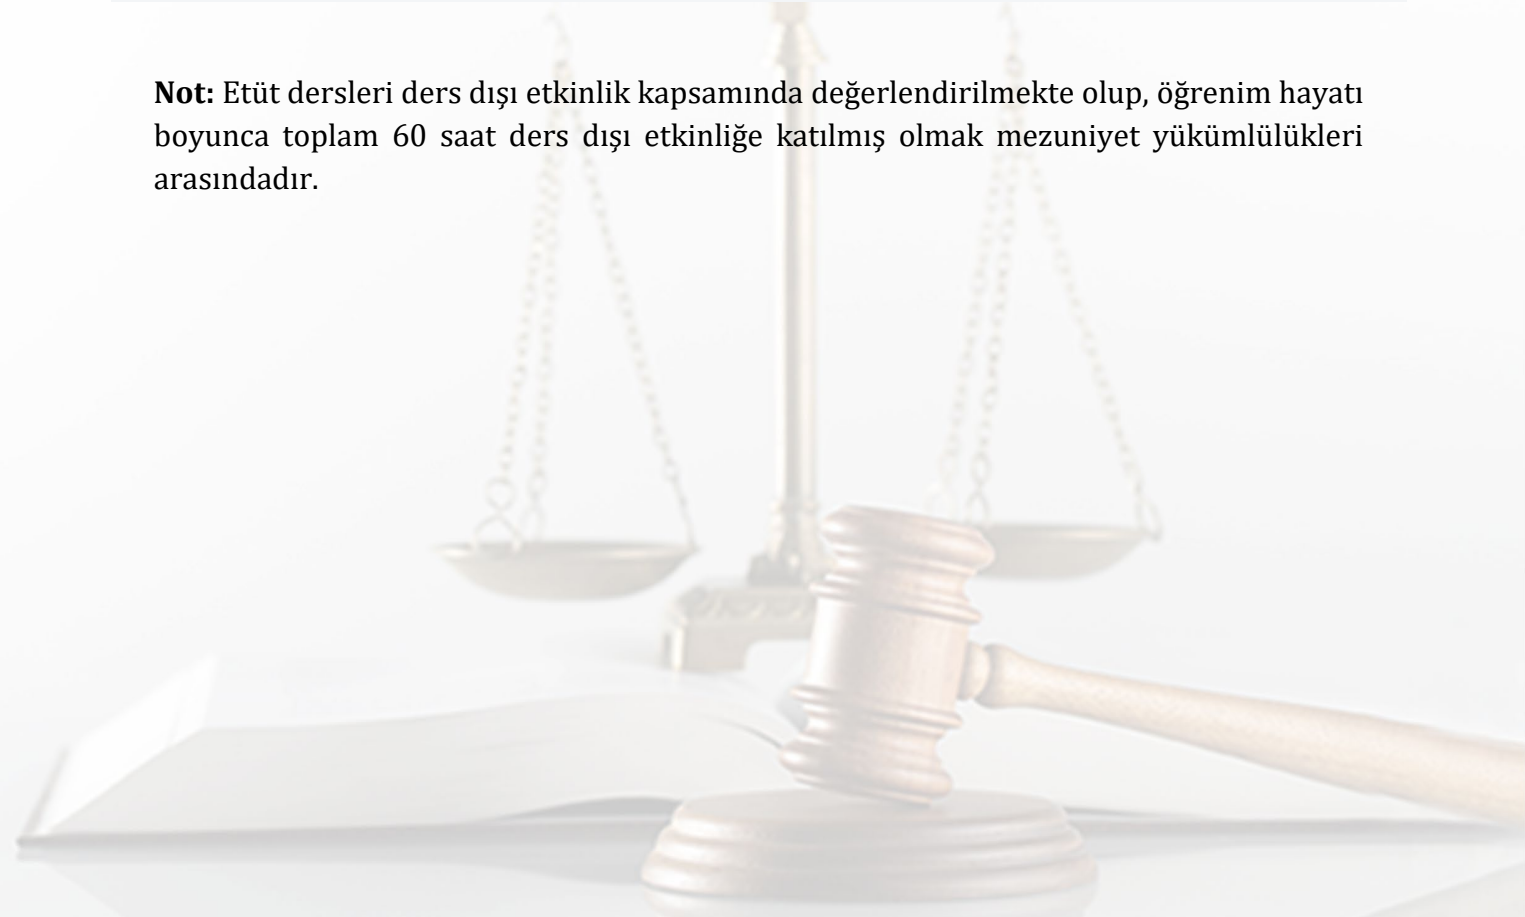 Not: Etüt dersleri ders dışı etkinlik kapsamında değerlendirilmekte olup, öğrenim hayatı
boyunca toplam 60 saat ders dışı etkinliğe katılmış olmak mezuniyet yükümlülükleri
arasındadır.